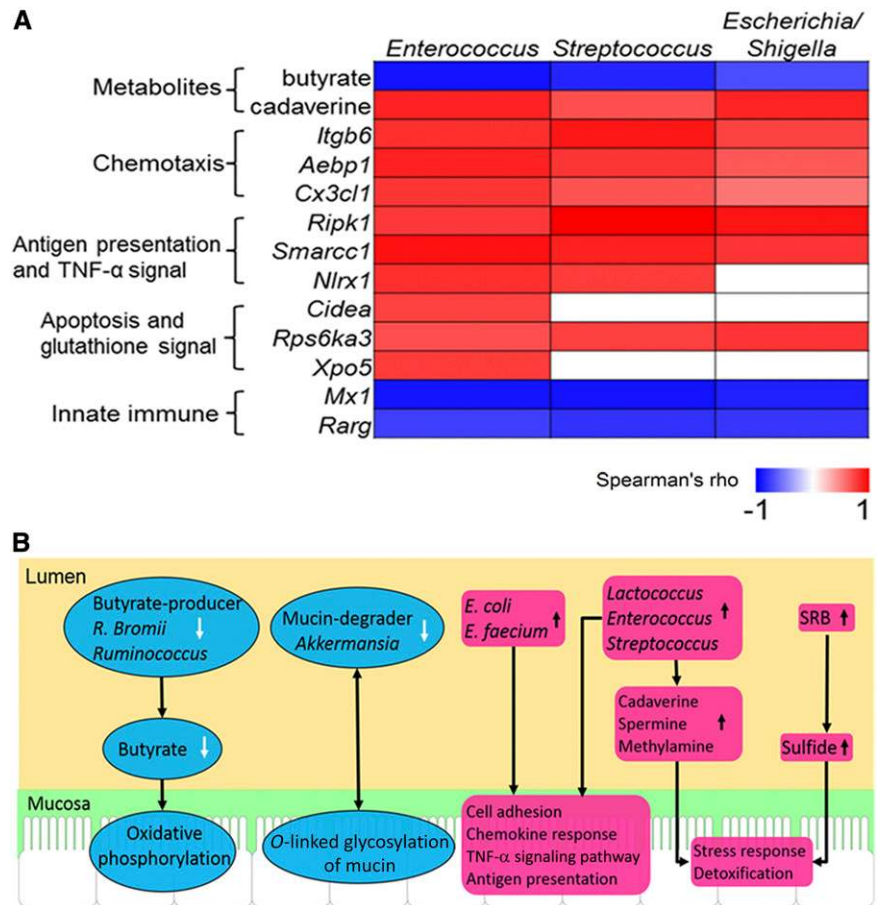 A
Enterococcus Streptococcus Escherichia/
Shigella
Metabolites
butyrate
cadaverine
Chemotaxis
Itgb6
Aebp1
Cx3cl1
Antigen presentation
and TNF-α signal
Ripk1
Smarcc1
Nlrx1
Apoptosis and
glutathione signal
Cidea
Rps6ka3
Xpo5
Innate immune
Mx1
Rarg
Spearman's rho
-1 1
B
Lumen
Butyrate-producer
R. Bromii
Ruminococcus
Mucin-degrader
Akkermansia
E. coli
E. faecium
Lactococcus
Enterococcus
Streptococcus
SRB
Cadaverine
Spermine
Methylamine
Butyrate
Sulfide
Mucosa
Oxidative
phosphorylation
O-linked glycosylation
of mucin
Cell adhesion
Chemokine response
TNF-α signaling pathway
Antigen presentation
Stress response
Detoxification